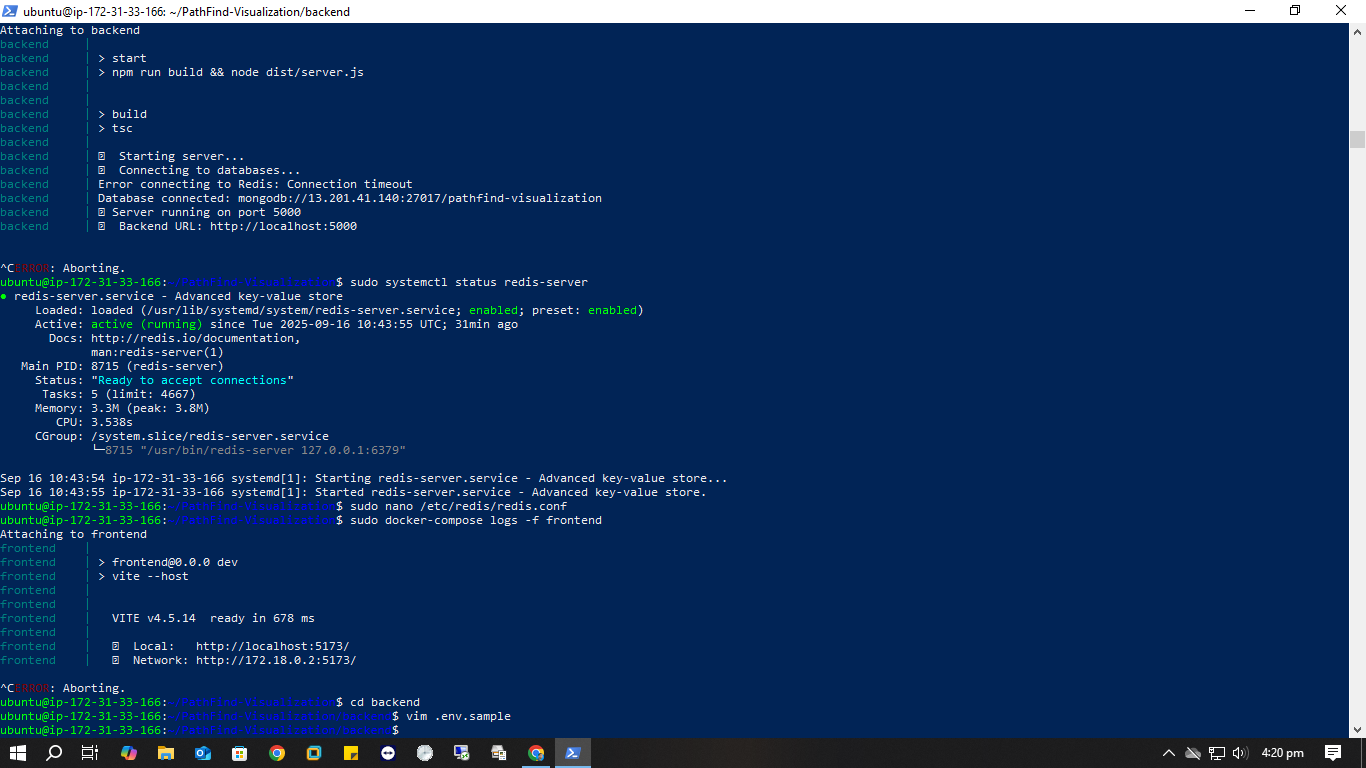 ubuntu@ip-172-31-33-166: ~/PathFind-Visualization/backend
Attaching to backend
backend |
backend | > start
backend | > npm run build && node dist/server.js
backend |
backend |
backend | > build
backend | > tsc
backend |
backend | Starting server...
backend | Connecting to databases...
backend | Error connecting to Redis: Connection timeout
backend | Database connected: mongodb://13.201.41.140:27017/pathfind-visualization
backend | Server running on port 5000
backend | Backend URL: http://localhost:5000
^CERROR: Aborting.
ubuntu@ip-172-31-33-166:~/PathFind-Visualization$ sudo systemctl status redis-server
● redis-server.service - Advanced key-value store
Loaded: loaded (/usr/lib/systemd/system/redis-server.service; enabled; preset: enabled)
Active: active (running) since Tue 2025-09-16 10:43:55 UTC; 31min ago
Docs: http://redis.io/documentation,
man:redis-server(1)
Main PID: 8715 (redis-server)
Status: "Ready to accept connections"
Tasks: 5 (limit: 4667)
Memory: 3.3M (peak: 3.8M)
CPU: 3.538s
CGroup: /system.slice/redis-server.service
└─8715 "/usr/bin/redis-server 127.0.0.1:6379"
Sep 16 10:43:54 ip-172-31-33-166 systemd[1]: Starting redis-server.service - Advanced key-value store...
Sep 16 10:43:55 ip-172-31-33-166 systemd[1]: Started redis-server.service - Advanced key-value store.
ubuntu@ip-172-31-33-166:~/PathFind-Visualization$ sudo nano /etc/redis/redis.conf
ubuntu@ip-172-31-33-166:~/PathFind-Visualization$ sudo docker-compose logs -f frontend
Attaching to frontend
frontend |
frontend | > frontend@0.0.0 dev
frontend | > vite --host
frontend |
frontend |
frontend | VITE v4.5.14 ready in 678 ms
frontend |
frontend | Local: http://localhost:5173/
frontend | Network: http://172.18.0.2:5173/
^CERROR: Aborting.
ubuntu@ip-172-31-33-166:~/PathFind-Visualization$ cd backend
ubuntu@ip-172-31-33-166:~/PathFind-Visualization/backend$ vim .env.sample
ubuntu@ip-172-31-33-166:~/PathFind-Visualization/backend$
4:20 pm